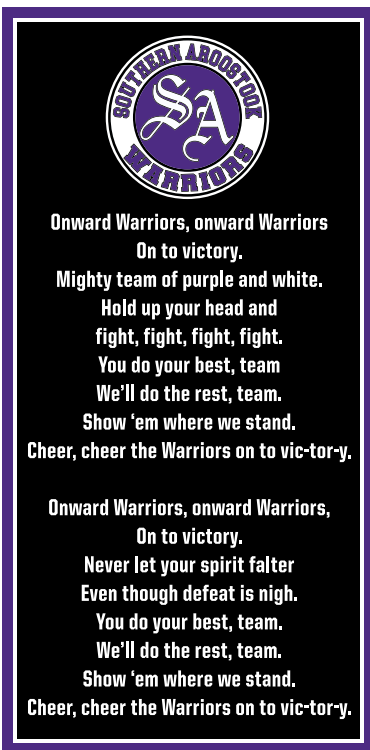 SOUTHERN AROOSTOOK
SA
WARRIORS
Onward Warriors, onward Warriors
On to victory.
Mighty team of purple and white.
Hold up your head and
fight, fight, fight, fight.
You do your best, team
We’ll do the rest, team.
Show ‘em where we stand.
Cheer, cheer the Warriors on to vic-tor-y.
Onward Warriors, onward Warriors,
On to victory.
Never let your spirit falter
Even though defeat is nigh.
You do your best, team.
We’ll do the rest, team.
Show ‘em where we stand.
Cheer, cheer the Warriors on to vic-tor-y.